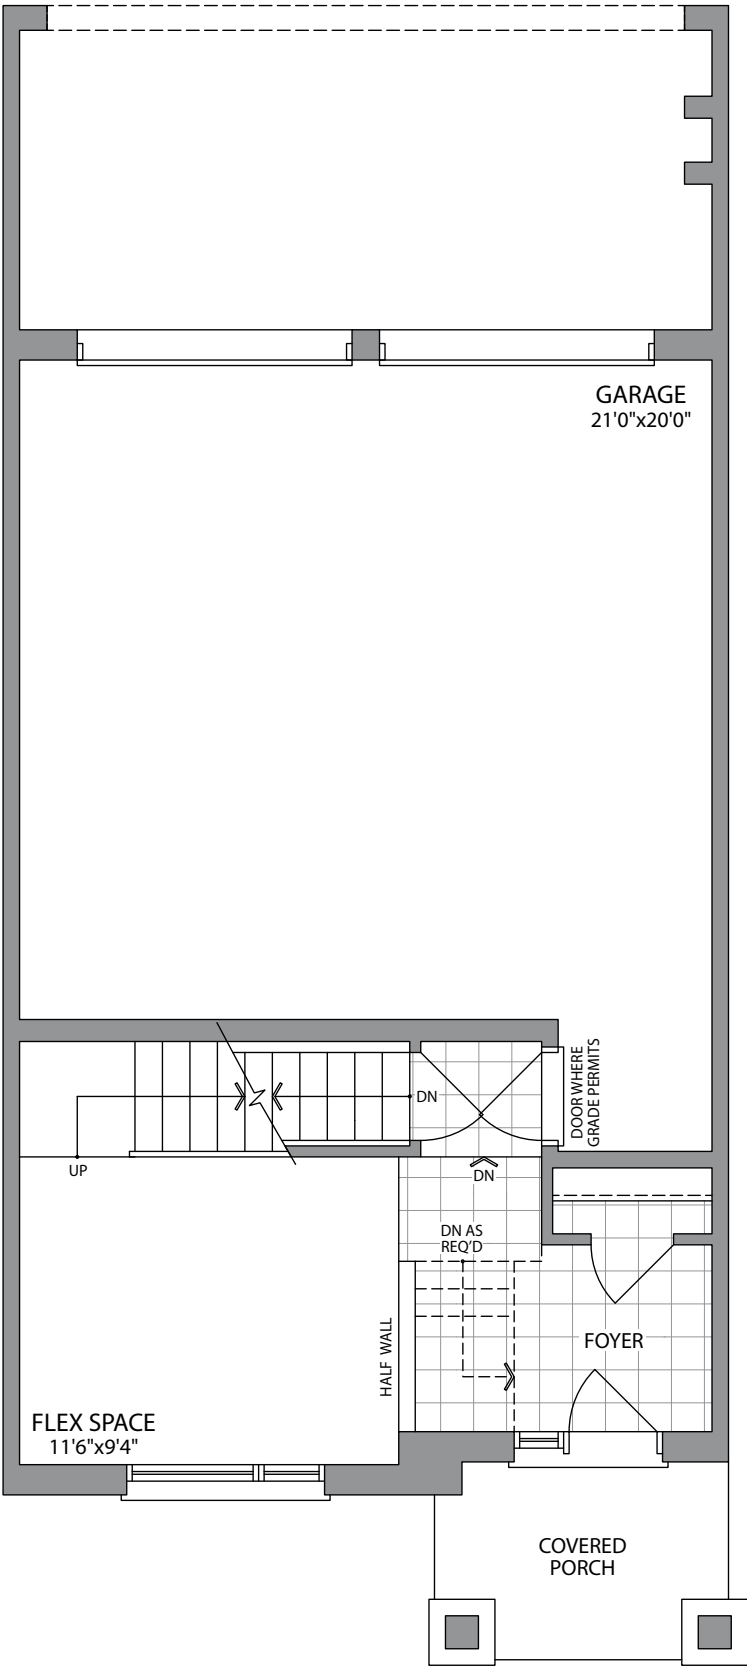 GARAGE
21'0"x20'0"
DOOR WHERE
GRADE PERMITS
DN
UP
DN
DN AS
REQ'D
FOYER
HALF WALL
FLEX SPACE
11'6"x9'4"
COVERED
PORCH